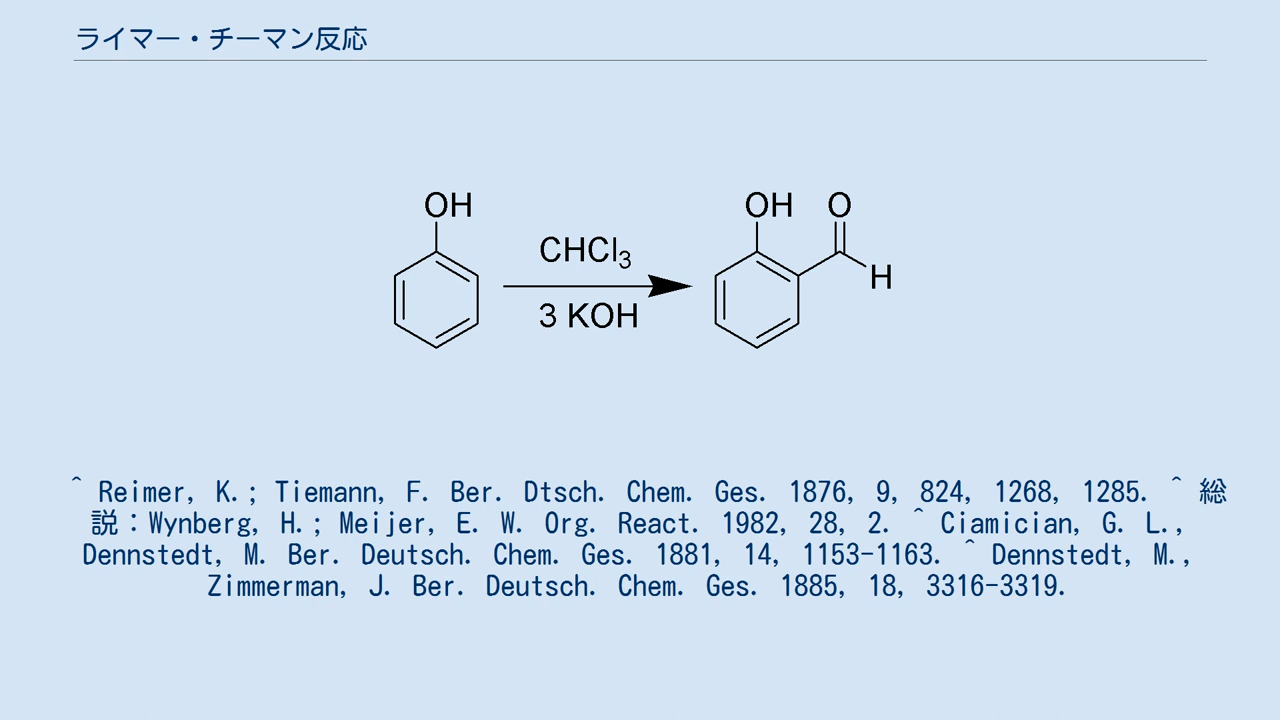 ライマー・チーマン反応
OH
CHCl₃
3 KOH
OH O
H
^ Reimer, K.; Tiemann, F. Ber. Dtsch. Chem. Ges. 1876, 9, 824, 1268, 1285. ^ 総
説：Wynberg, H.; Meijer, E. W. Org. React. 1982, 28, 2. ^ Ciamician, G. L.,
Dennstedt, M. Ber. Deutsch. Chem. Ges. 1881, 14, 1153-1163. ^ Dennstedt, M.,
Zimmerman, J. Ber. Deutsch. Chem. Ges. 1885, 18, 3316-3319.